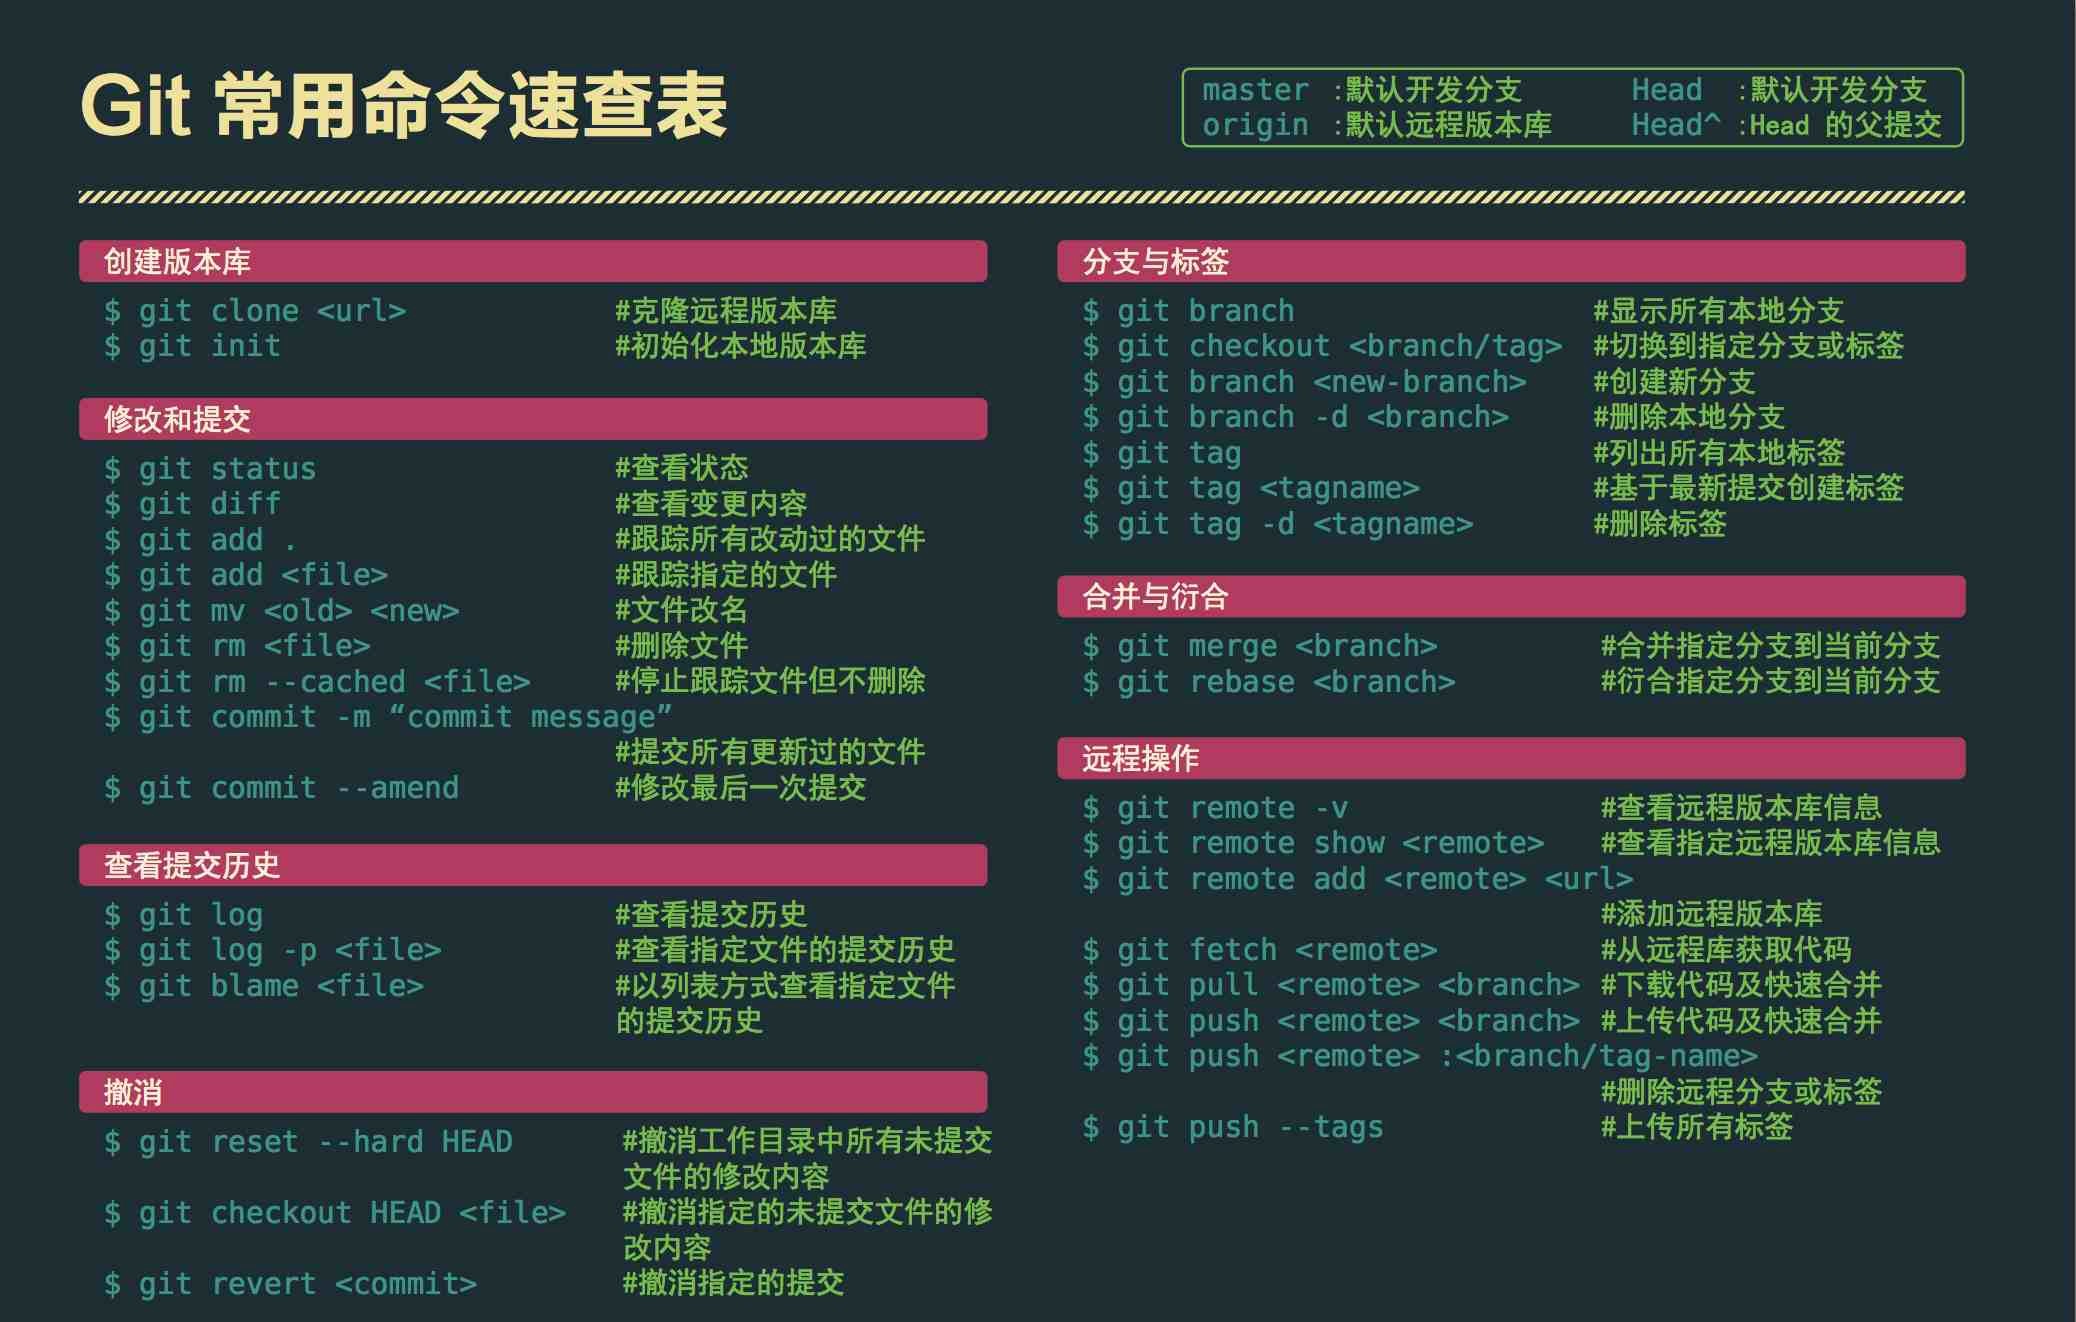 Git 常用命令速查表
master :默认开发分支 Head :默认开发分支
origin :默认远程版本库 Head^ :Head 的父提交
创建版本库
$ git clone <url> #克隆远程版本库
$ git init #初始化本地版本库
修改和提交
$ git status #查看状态
$ git diff #查看变更内容
$ git add . #跟踪所有改动过的文件
$ git add <file> #跟踪指定的文件
$ git mv <old> <new> #文件改名
$ git rm <file> #删除文件
$ git rm --cached <file> #停止跟踪文件但不删除
$ git commit -m “commit message”
#提交所有更新过的文件
$ git commit --amend #修改最后一次提交
查看提交历史
$ git log #查看提交历史
$ git log -p <file> #查看指定文件的提交历史
$ git blame <file> #以列表方式查看指定文件
的提交历史
撤消
$ git reset --hard HEAD #撤消工作目录中所有未提交
文件的修改内容
$ git checkout HEAD <file> #撤消指定的未提交文件的修
改内容
$ git revert <commit> #撤消指定的提交
分支与标签
$ git branch #显示所有本地分支
$ git checkout <branch/tag> #切换到指定分支或标签
$ git branch <new-branch> #创建新分支
$ git branch -d <branch> #删除本地分支
$ git tag #列出所有本地标签
$ git tag <tagname> #基于最新提交创建标签
$ git tag -d <tagname> #删除标签
合并与衍合
$ git merge <branch> #合并指定分支到当前分支
$ git rebase <branch> #衍合指定分支到当前分支
远程操作
$ git remote -v #查看远程版本库信息
$ git remote show <remote> #查看指定远程版本库信息
$ git remote add <remote> <url>
#添加远程版本库
$ git fetch <remote> #从远程库获取代码
$ git pull <remote> <branch> #下载代码及快速合并
$ git push <remote> <branch> #上传代码及快速合并
$ git push <remote> :<branch/tag-name>
#删除远程分支或标签
$ git push --tags #上传所有标签